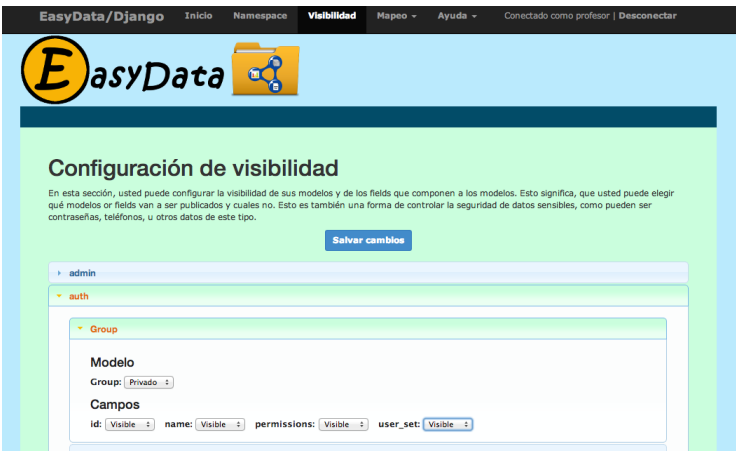 EasyData/Django Inicio Namespace Visibilidad Mapeo Ayuda Conectado como profesor | Desconectar
EasyData
Configuración de visibilidad
En esta sección, usted puede configurar la visibilidad de sus modelos y de los fields que componen a los modelos. Esto significa, que usted puede elegir
qué modelos or fields van a ser publicados y cuales no. Esto es también una forma de controlar la seguridad de datos sensibles, como pueden ser
contraseñas, teléfonos, u otros datos de este tipo.
Salvar cambios
admin
auth
Group
Modelo
Group: Privado
Campos
id: Visible name: Visible permissions: Visible user_set: Visible